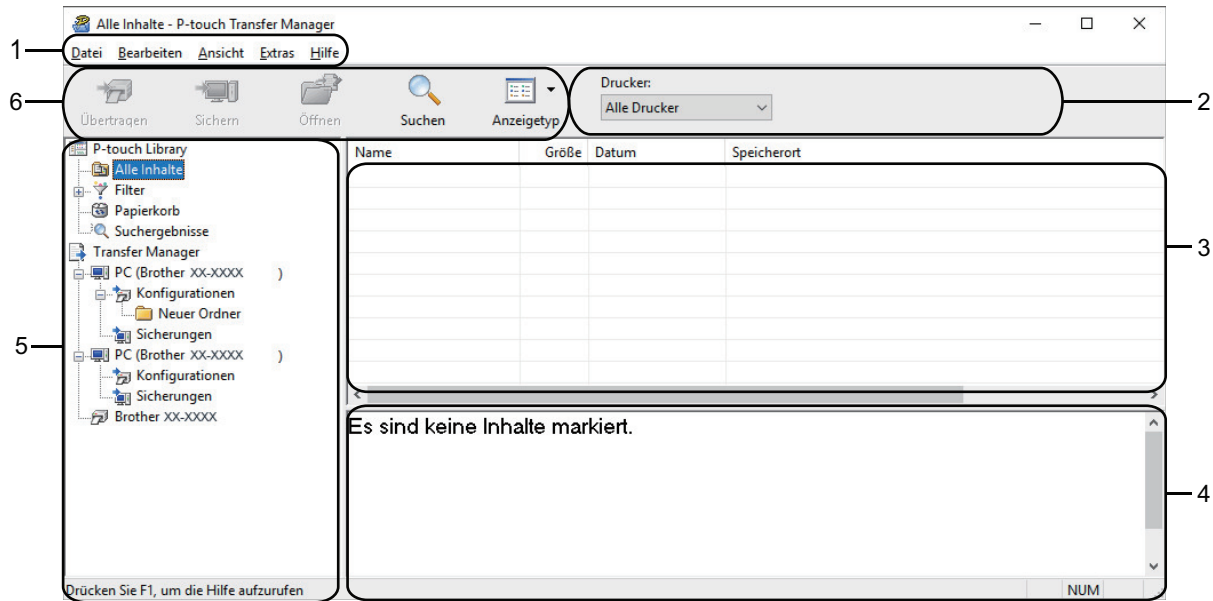 Alle Inhalte - P-touch Transfer Manager
1
Datei Bearbeiten Ansicht Extras Hilfe
6
Übertragen Sichern Öffnen Suchen Anzeigetyp
Drucker:
Alle Drucker
2
P-touch Library
Alle Inhalte
Filter
Papierkorb
Suchergebnisse
Transfer Manager
PC (Brother XX-XXXX )
Konfigurationen
Neuer Ordner
Sicherungen
PC (Brother XX-XXXX )
Konfigurationen
Sicherungen
Brother XX-XXXX
5
Name Größe Datum Speicherort
3
Es sind keine Inhalte markiert.
4
Drücken Sie F1, um die Hilfe aufzurufen
NUM